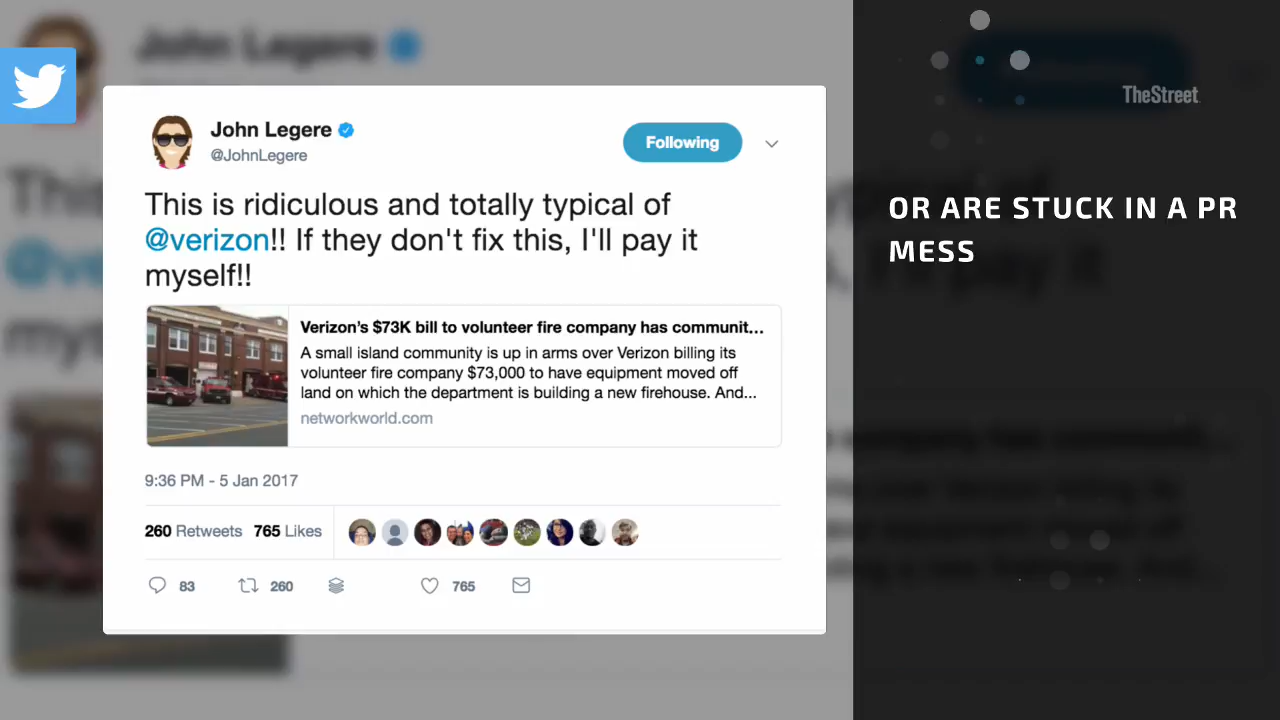 John Legere
@JohnLegere
Following
This is ridiculous and totally typical of
@verizon!! If they don't fix this, I'll pay it
myself!!
Verizon's $73K bill to volunteer fire company has communit...
A small island community is up in arms over Verizon billing its
volunteer fire company $73,000 to have equipment moved off
land on which the department is building a new firehouse. And...
networkworld.com
9:36 PM - 5 Jan 2017
260 Retweets 765 Likes
83 260 765
TheStreet
OR ARE STUCK IN A PR
MESS